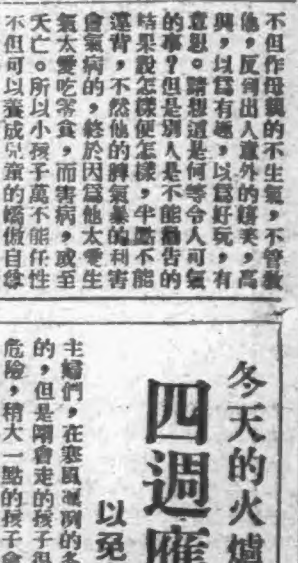 不但作母親的不生氣，不管教
他，反倒出人意外的嬉笑，高
興，以爲有趣，以爲好玩，有
意思。請想這是何等令人可氣
的事？但是別人是不能勸告的
結果說怎樣便怎樣，半點不能
違背，不然他的脾氣暴的利害
會氣病的，終於因爲他太愛生
氣太愛吃零食，而害病，或至
夭亡。所以小孩子萬不能任性
不但可以養成兒童的驕傲自尊
冬天的火爐
四週應
以免
主婦們，在寒風凜冽的冬
的，但是剛會走的孩子很
危險，稍大一點的孩子會